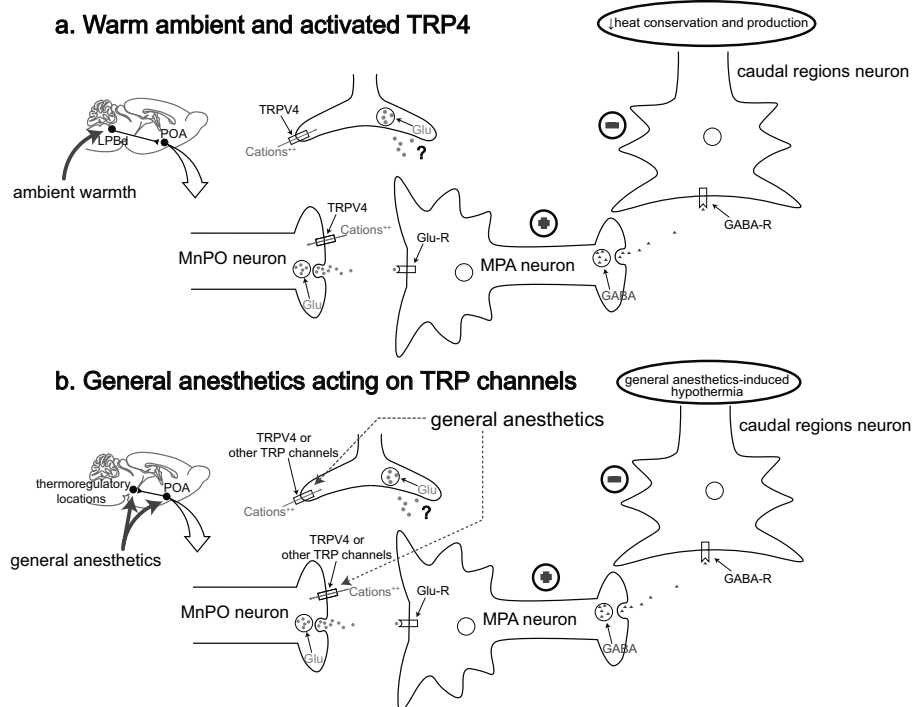 a. Warm ambient and activated TRP4
↓heat conservation and production
caudal regions neuron
TRPV4
Glu
Cations⁺⁺
?
LPBd
POA
ambient warmth
TRPV4
Cations⁺⁺
Glu-R
GABA-R
MnPO neuron
MPA neuron
Glu
GABA
b. General anesthetics acting on TRP channels
general anesthetics-induced
hypothermia
general anesthetics
caudal regions neuron
TRPV4 or
other TRP channels
Glu
Cations⁺⁺
?
thermoregulatory
locations
POA
general anesthetics
TRPV4 or
other TRP channels
Cations⁺⁺
Glu-R
GABA-R
MnPO neuron
MPA neuron
Glu
GABA